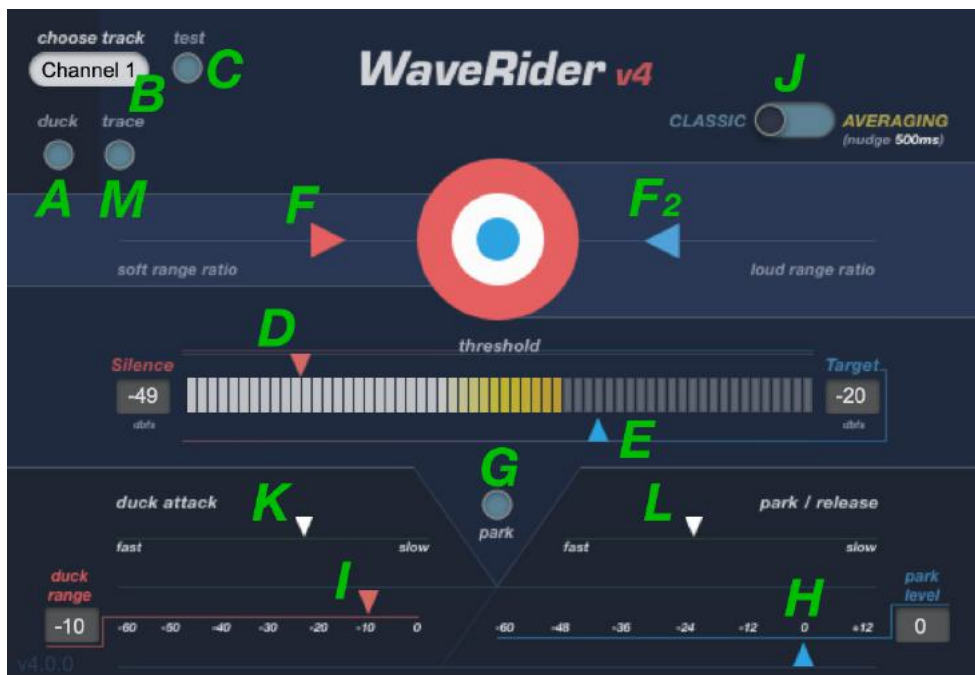 choose track
test
Channel 1
B
C
WaveRider v4
J
CLASSIC
AVERAGING
(nudge 500ms)
duck
trace
A
M
F
F2
soft range ratio
loud range ratio
D
threshold
Silence
-49
dbfs
Target
-20
dbfs
E
G
park
duck attack
K
fast
slow
L
park / release
fast
slow
duck
range
-10
I
-60 -50 -40 -30 -20 -10 0
H
-60 -48 -36 -24 -12 0 +12
park
level
0
v4.0.0